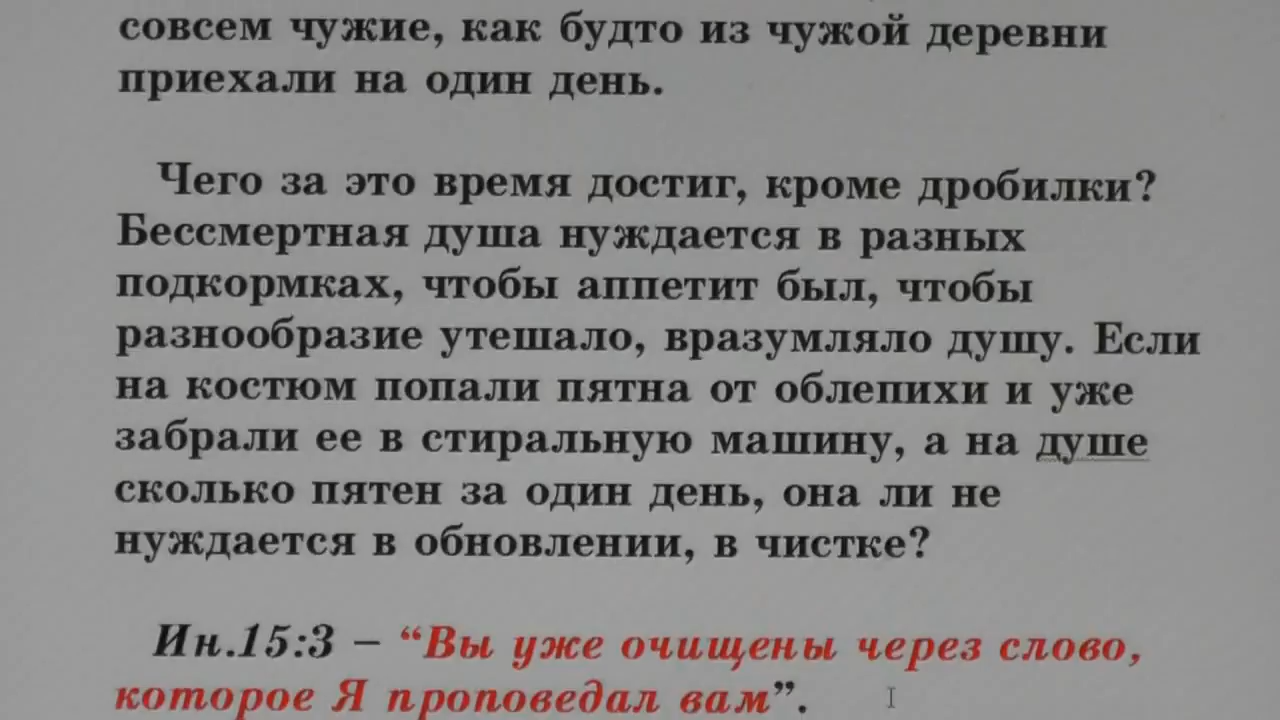 совсем чужие, как будто из чужой деревни
приехали на один день.
Чего за это время достиг, кроме дробилки?
Бессмертная душа нуждается в разных
подкормках, чтобы аппетит был, чтобы
разнообразие утешало, вразумляло душу. Если
на костюм попали пятна от облепихи и уже
забрали ее в стиральную машину, а на душе
сколько пятен за один день, она ли не
нуждается в обновлении, в чистке?
Ин.15:3 – “Вы уже очищены через слово,
которое Я проповедал вам”.